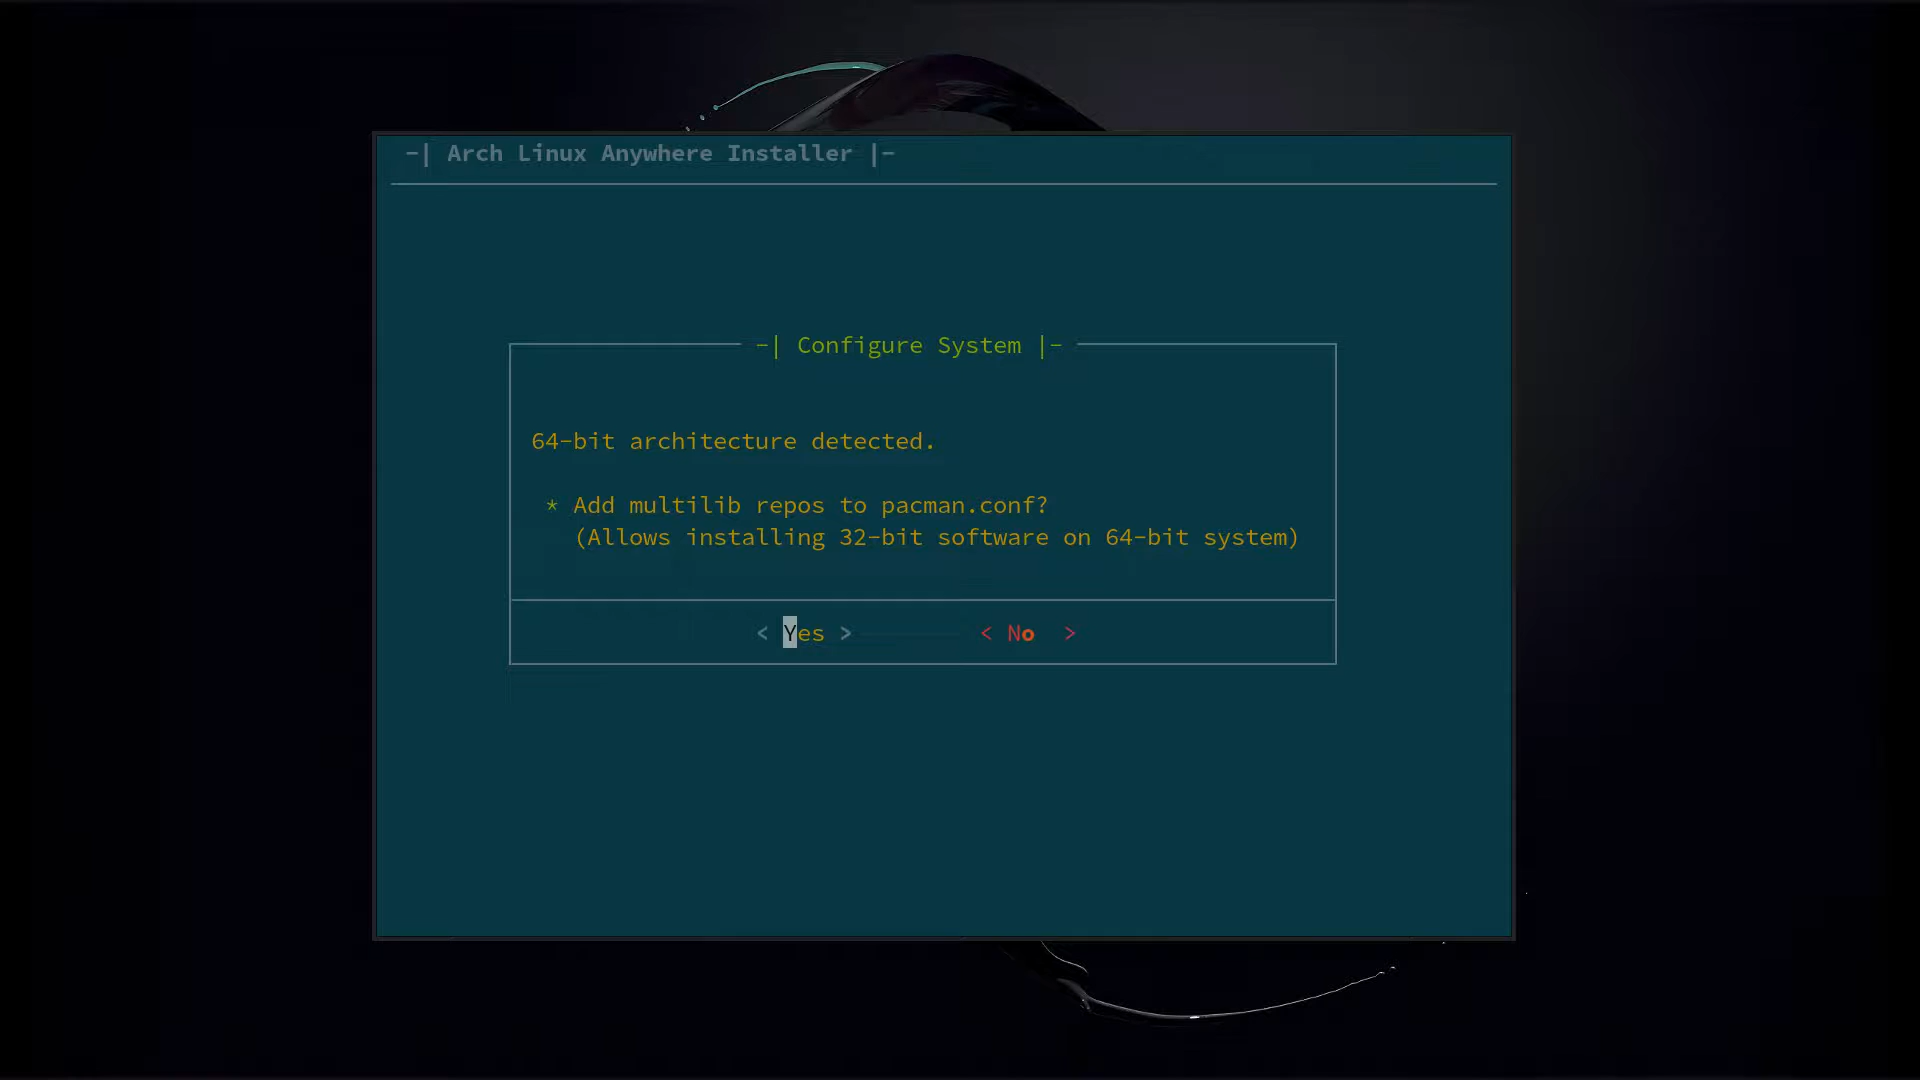 -| Arch Linux Anywhere Installer |-
-| Configure System |-
64-bit architecture detected.
* Add multilib repos to pacman.conf?
(Allows installing 32-bit software on 64-bit system)
< Yes > < No >